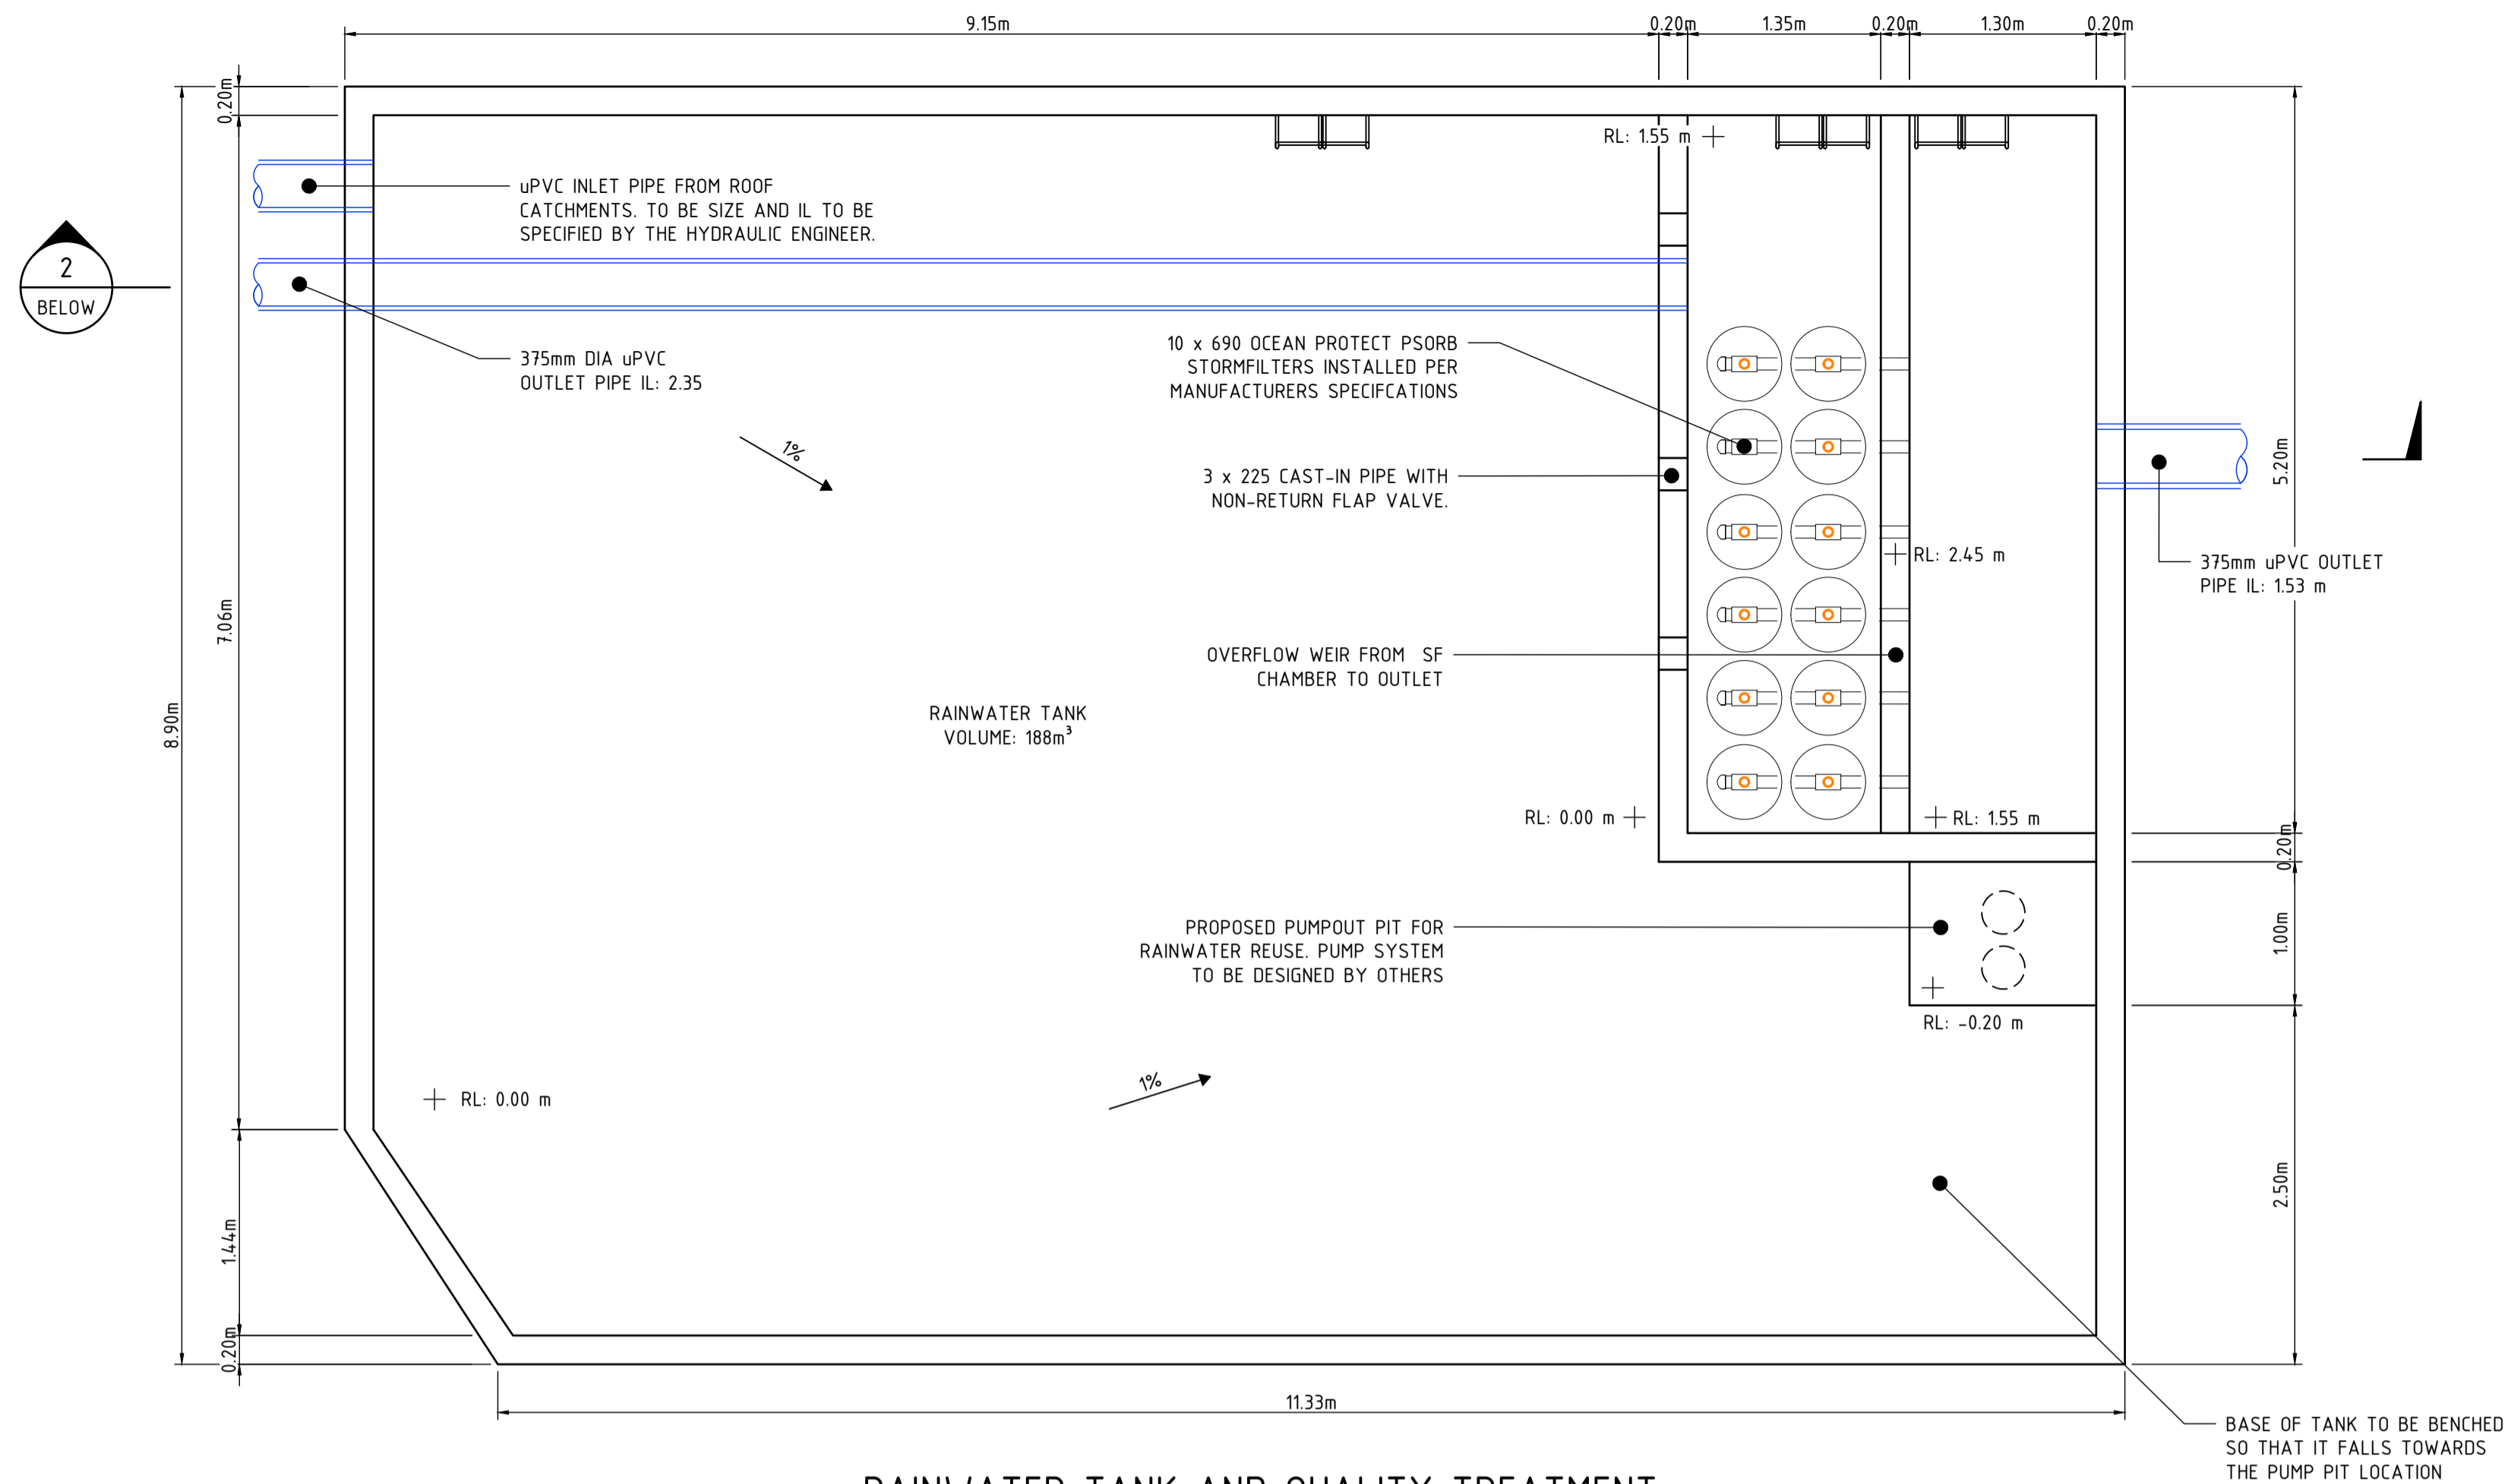 9.15m
0.20m
1.35m
0.20m
1.30m
0.20m
0.20m
RL: 1.55 m
uPVC INLET PIPE FROM ROOF
CATCHMENTS. TO BE SIZE AND IL TO BE
SPECIFIED BY THE HYDRAULIC ENGINEER.
2
BELOW
375mm DIA uPVC
OUTLET PIPE IL: 2.35
10 x 690 OCEAN PROTECT PSORB
STORMFILTERS INSTALLED PER
MANUFACTURERS SPECIFCATIONS
1%
5.20m
3 x 225 CAST-IN PIPE WITH
NON-RETURN FLAP VALVE.
RL: 2.45 m
375mm uPVC OUTLET
PIPE IL: 1.53 m
7.06m
8.90m
OVERFLOW WEIR FROM SF
CHAMBER TO OUTLET
RAINWATER TANK
VOLUME: 188m³
RL: 0.00 m
RL: 1.55 m
0.20m
PROPOSED PUMPOUT PIT FOR
RAINWATER REUSE. PUMP SYSTEM
TO BE DESIGNED BY OTHERS
1.00m
RL: -0.20 m
RL: 0.00 m
1%
2.50m
1.44m
0.20m
11.33m
BASE OF TANK TO BE BENCHED
SO THAT IT FALLS TOWARDS
THE PUMP PIT LOCATION
RAINWATER TANK AND QUALITY TREATMENT